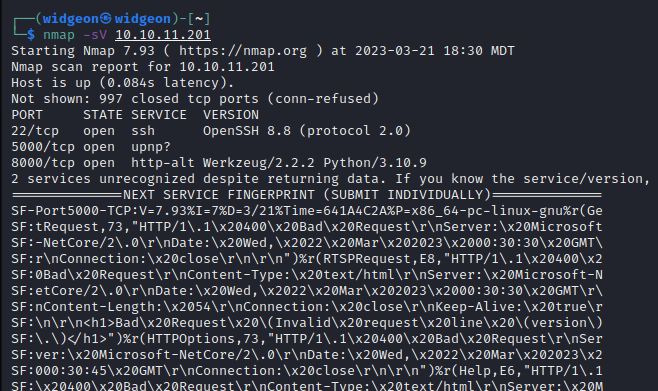 ┌──(widgeon㉿widgeon)-[~]
└─$ nmap -sV 10.10.11.201
Starting Nmap 7.93 ( https://nmap.org ) at 2023-03-21 18:30 MDT
Nmap scan report for 10.10.11.201
Host is up (0.084s latency).
Not shown: 997 closed tcp ports (conn-refused)
PORT     STATE SERVICE  VERSION
22/tcp   open  ssh      OpenSSH 8.8 (protocol 2.0)
5000/tcp open  upnp?
8000/tcp open  http-alt Werkzeug/2.2.2 Python/3.10.9
2 services unrecognized despite returning data. If you know the service/version,
==============NEXT SERVICE FINGERPRINT (SUBMIT INDIVIDUALLY)==============
SF-Port5000-TCP:V=7.93%I=7%D=3/21%Time=641A4C2A%P=x86_64-pc-linux-gnu%r(Ge
SF:tRequest,73,"HTTP/1\.1\x20400\x20Bad\x20Request\r\nServer:\x20Microsoft
SF:-NetCore/2\.0\r\nDate:\x20Wed,\x2022\x20Mar\x202023\x2000:30:30\x20GMT\
SF:r\nConnection:\x20close\r\n\r\n")%r(RTSPRequest,E8,"HTTP/1\.1\x20400\x2
SF:0Bad\x20Request\r\nContent-Type:\x20text/html\r\nServer:\x20Microsoft-N
SF:etCore/2\.0\r\nDate:\x20Wed,\x2022\x20Mar\x202023\x2000:30:30\x20GMT\r\
SF:nContent-Length:\x2054\r\nConnection:\x20close\r\nKeep-Alive:\x20true\r
SF:\n\r\n<h1>Bad\x20Request\x20\(Invalid\x20request\x20line\x20\(version\)
SF:\.\)</h1>")%r(HTTPOptions,73,"HTTP/1\.1\x20400\x20Bad\x20Request\r\nSer
SF:ver:\x20Microsoft-NetCore/2\.0\r\nDate:\x20Wed,\x2022\x20Mar\x202023\x2
SF:000:30:45\x20GMT\r\nConnection:\x20close\r\n\r\n")%r(Help,E6,"HTTP/1\.1
SF:\x20400\x20Bad\x20Request\r\nContent-Type:\x20text/html\r\nServer:\x20M